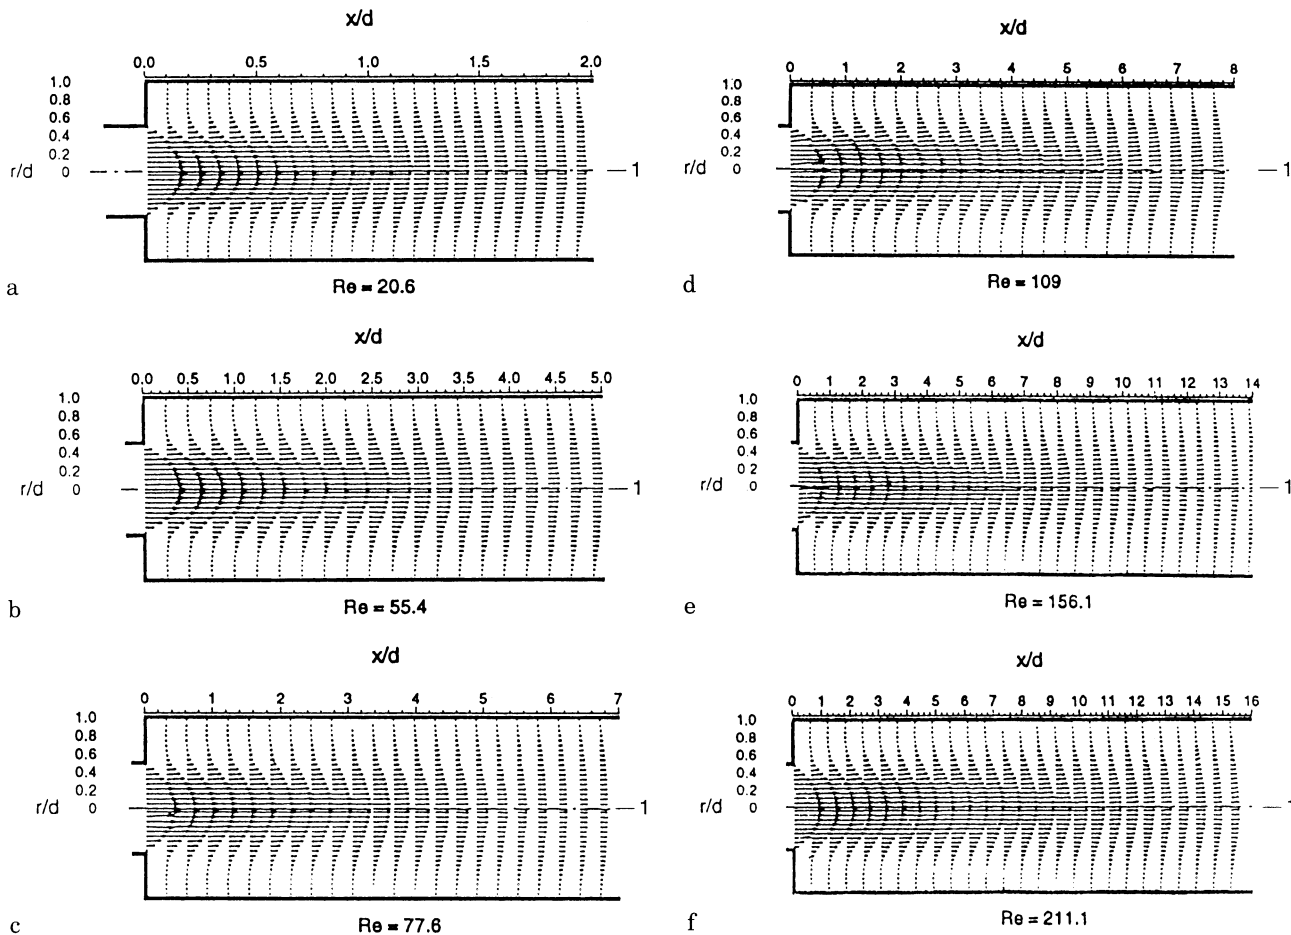 x/d
0.0 0.5 1.0 1.5 2.0
1.0
0.8
0.6
0.4
0.2
r/d 0 1
a
Re = 20.6
x/d
0.0 0.5 1.0 1.5 2.0 2.5 3.0 3.5 4.0 4.5 5.0
1.0
0.8
0.6
0.4
0.2
r/d 0 1
b
Re = 55.4
x/d
0 1 2 3 4 5 6 7
1.0
0.8
0.6
0.4
0.2
r/d 0 1
c
Re = 77.6
x/d
0 1 2 3 4 5 6 7 8
1.0
0.8
0.6
0.4
0.2
r/d 0 1
d
Re = 109
x/d
0 1 2 3 4 5 6 7 8 9 10 11 12 13 14
1.0
0.8
0.6
0.4
0 2
r/d 0 1
e
Re = 156.1
x/d
0 1 2 3 4 5 6 7 8 9 10 11 12 13 14 15 16
1.0
0.8
0.6
0.4
0.2
r/d 0 1
f
Re = 211.1